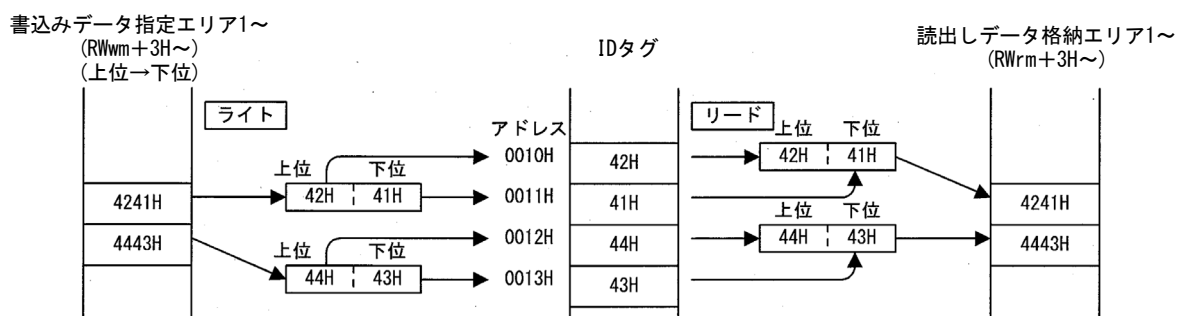 書込みデータ指定エリア1～
(RWwm＋3H～)
(上位→下位)
IDタグ
読出しデータ格納エリア1～
(RWrm＋3H～)
ライト
リード
アドレス
上位 下位
0010H
42H
42H 41H
上位 下位
4241H
42H 41H
0011H
41H
4241H
上位 下位
4443H
0012H
44H
44H 43H
4443H
上位 下位
44H 43H
0013H
43H